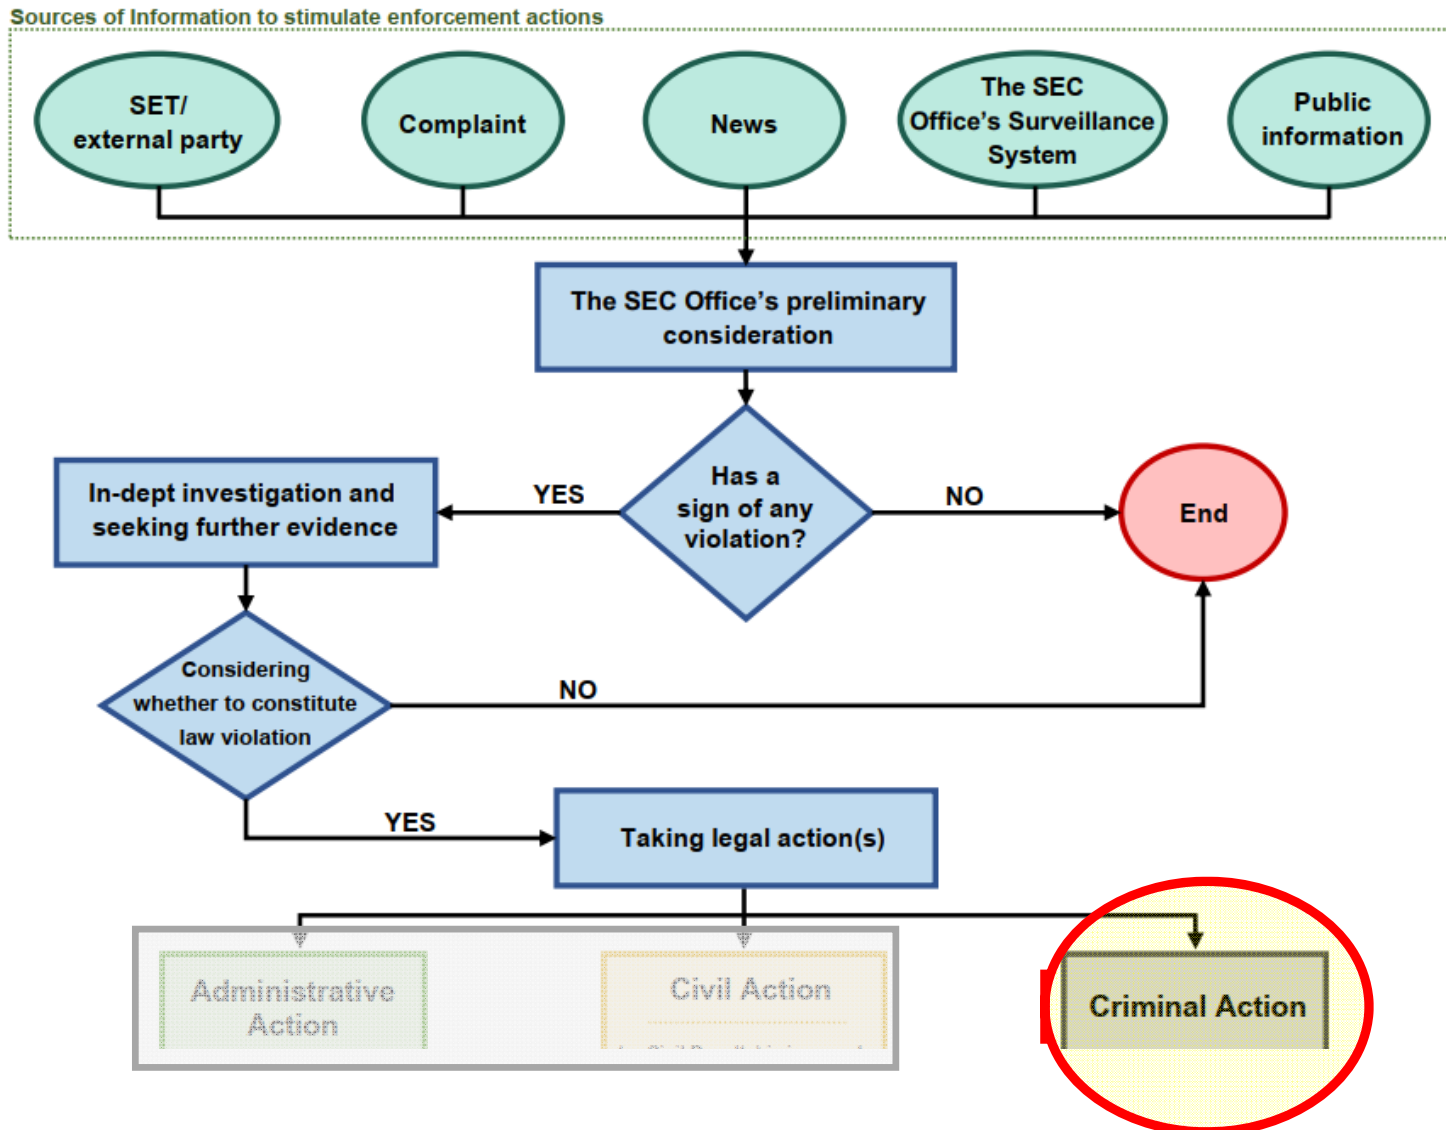 Sources of Information to stimulate enforcement actions
SET/
external party
Complaint
News
The SEC
Office's Surveillance
System
Public
information
The SEC Office's preliminary
consideration
Has a
sign of any
violation?
YES
NO
In-dept investigation and
seeking further evidence
End
Considering
whether to constitute
law violation
NO
YES
Taking legal action(s)
Administrative
Action
Civil Action
Criminal Action